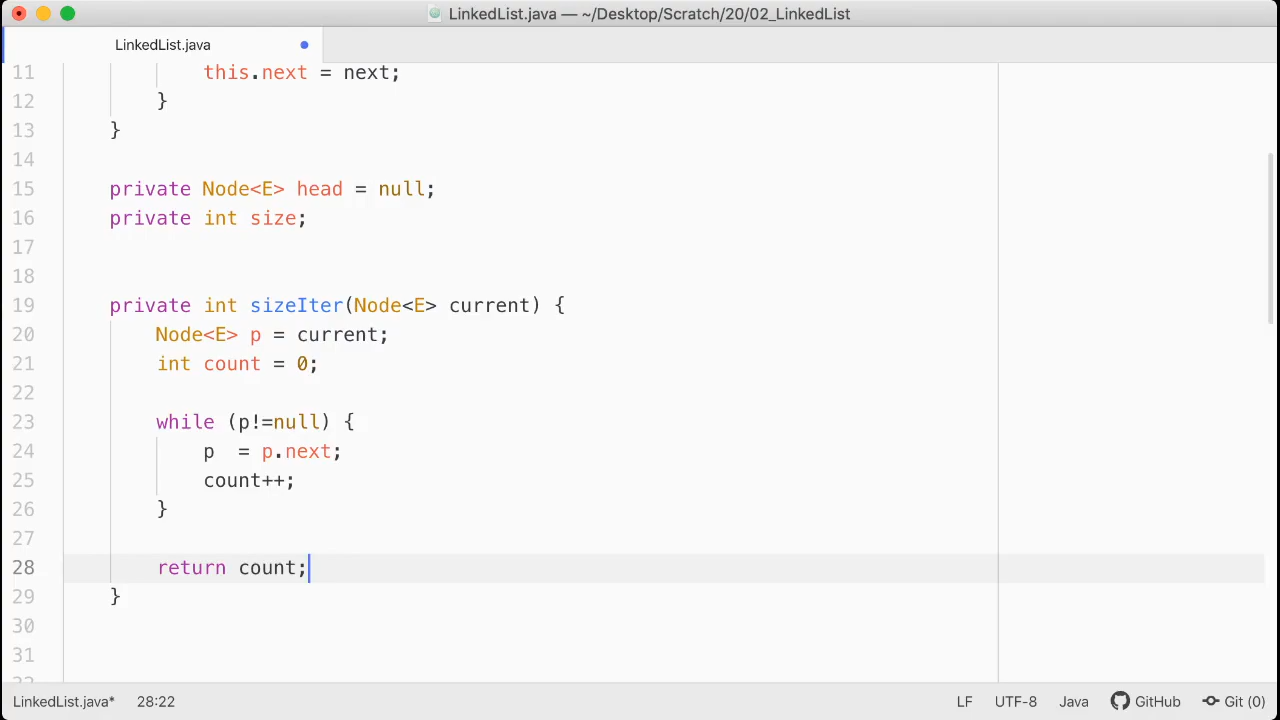 LinkedList.java — ~/Desktop/Scratch/20/02_LinkedList
LinkedList.java
11 this.next = next;
12 }
13 }
14
15 private Node<E> head = null;
16 private int size;
17
18
19 private int sizeIter(Node<E> current) {
20 Node<E> p = current;
21 int count = 0;
22
23 while (p!=null) {
24 p  = p.next;
25 count++;
26 }
27
28 return count;
29 }
30
31
LinkedList.java* 28:22 LF UTF-8 Java GitHub Git (0)